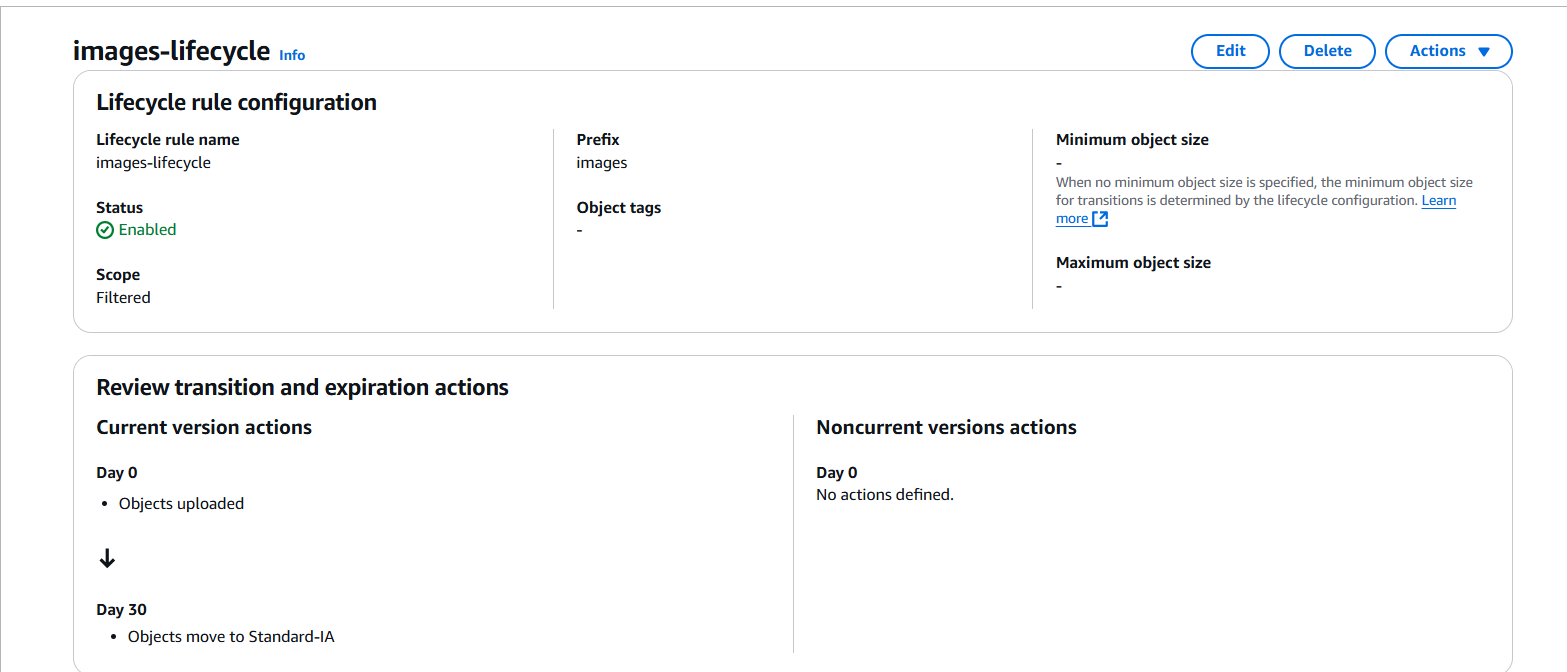 images-lifecycle Info
Edit
Delete
Actions
Lifecycle rule configuration
Lifecycle rule name
images-lifecycle
Status
Enabled
Scope
Filtered
Prefix
images
Object tags
-
Minimum object size
-
When no minimum object size is specified, the minimum object size
for transitions is determined by the lifecycle configuration. Learn
more
Maximum object size
-
Review transition and expiration actions
Current version actions
Day 0
• Objects uploaded
Day 30
• Objects move to Standard-IA
Noncurrent versions actions
Day 0
No actions defined.